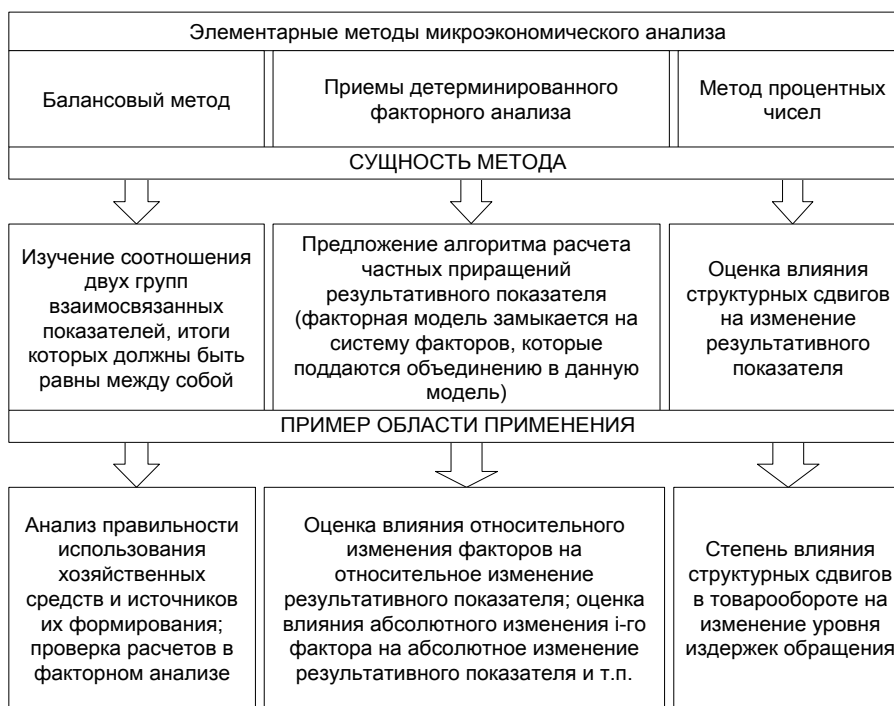 Элементарные методы микроэкономического анализа
Балансовый метод
Приемы детерминированного
факторного анализа
Метод процентных
чисел
СУЩНОСТЬ МЕТОДА
Изучение соотношения
двух групп
взаимосвязанных
показателей, итоги
которых должны быть
равны между собой
Предложение алгоритма расчета
частных приращений
результативного показателя
(факторная модель замыкается на
систему факторов, которые
поддаются объединению в данную
модель)
Оценка влияния
структурных сдвигов
на изменение
результативного
показателя
ПРИМЕР ОБЛАСТИ ПРИМЕНЕНИЯ
Анализ правильности
использования
хозяйственных
средств и источников
их формирования;
проверка расчетов в
факторном анализе
Оценка влияния относительного
изменения факторов на
относительное изменение
результативного показателя; оценка
влияния абсолютного изменения i-го
фактора на абсолютное изменение
результативного показателя и т.п.
Степень влияния
структурных сдвигов
в товарообороте на
изменение уровня
издержек обращения